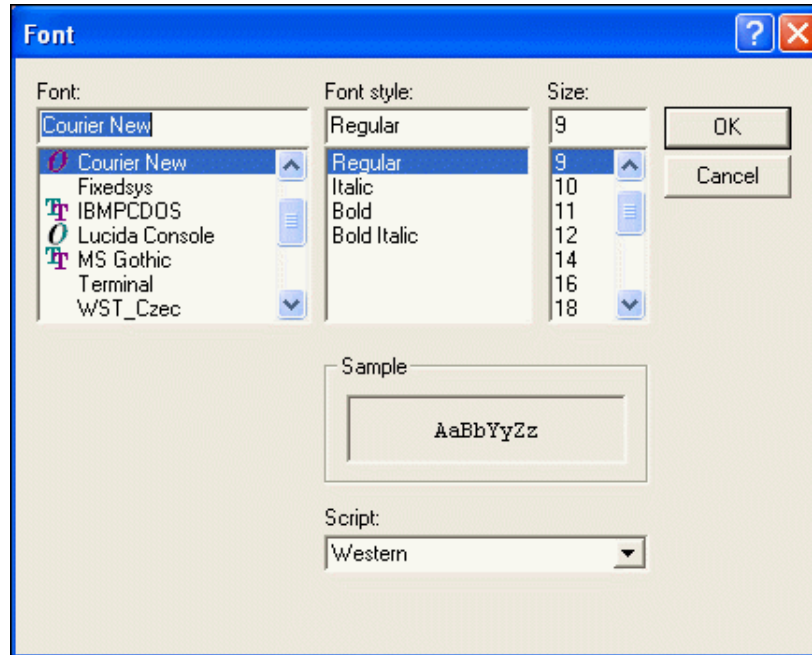 Font
Font:
Courier New
Courier New
Fixedsys
IBMPCDOS
Lucida Console
MS Gothic
Terminal
WST_Czec
Font style:
Regular
Regular
Italic
Bold
Bold Italic
Size:
9
9
10
11
12
14
16
18
OK
Cancel
Sample
AaBbYyZz
Script:
Western